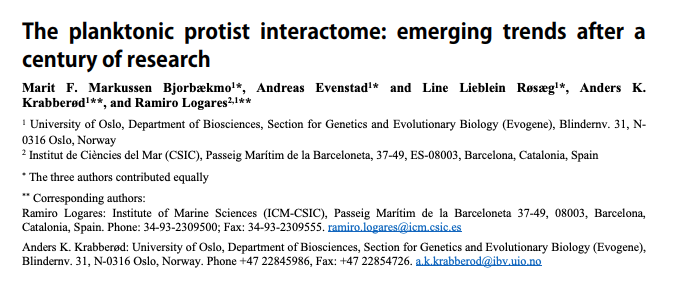 The planktonic protist interactome: emerging trends after a
century of research
Marit F. Markussen Bjorbækmo¹*, Andreas Evenstad¹* and Line Lieblein Røsæg¹*, Anders K.
Krabberød¹**, and Ramiro Logares²,¹**
¹ University of Oslo, Department of Biosciences, Section for Genetics and Evolutionary Biology (Evogene), Blindernv. 31, N-
0316 Oslo, Norway
² Institut de Ciències del Mar (CSIC), Passeig Marítim de la Barceloneta, 37-49, ES-08003, Barcelona, Catalonia, Spain
* The three authors contributed equally
** Corresponding authors:
Ramiro Logares: Institute of Marine Sciences (ICM-CSIC), Passeig Marítim de la Barceloneta 37-49, 08003, Barcelona,
Catalonia, Spain. Phone: 34-93-2309500; Fax: 34-93-2309555. ramiro.logares@icm.csic.es
Anders K. Krabberød: University of Oslo, Department of Biosciences, Section for Genetics and Evolutionary Biology (Evogene),
Blindernv. 31, N-0316 Oslo, Norway. Phone +47 22845986, Fax: +47 22854726. a.k.krabberod@ibv.uio.no